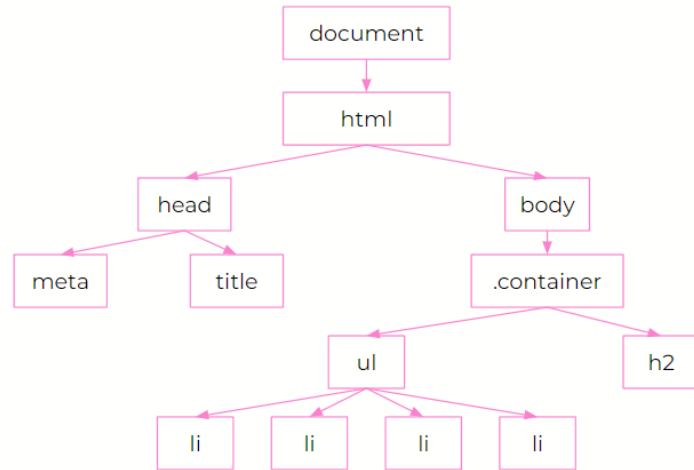 document
html
head
body
meta
title
.container
ul
h2
li
li
li
li